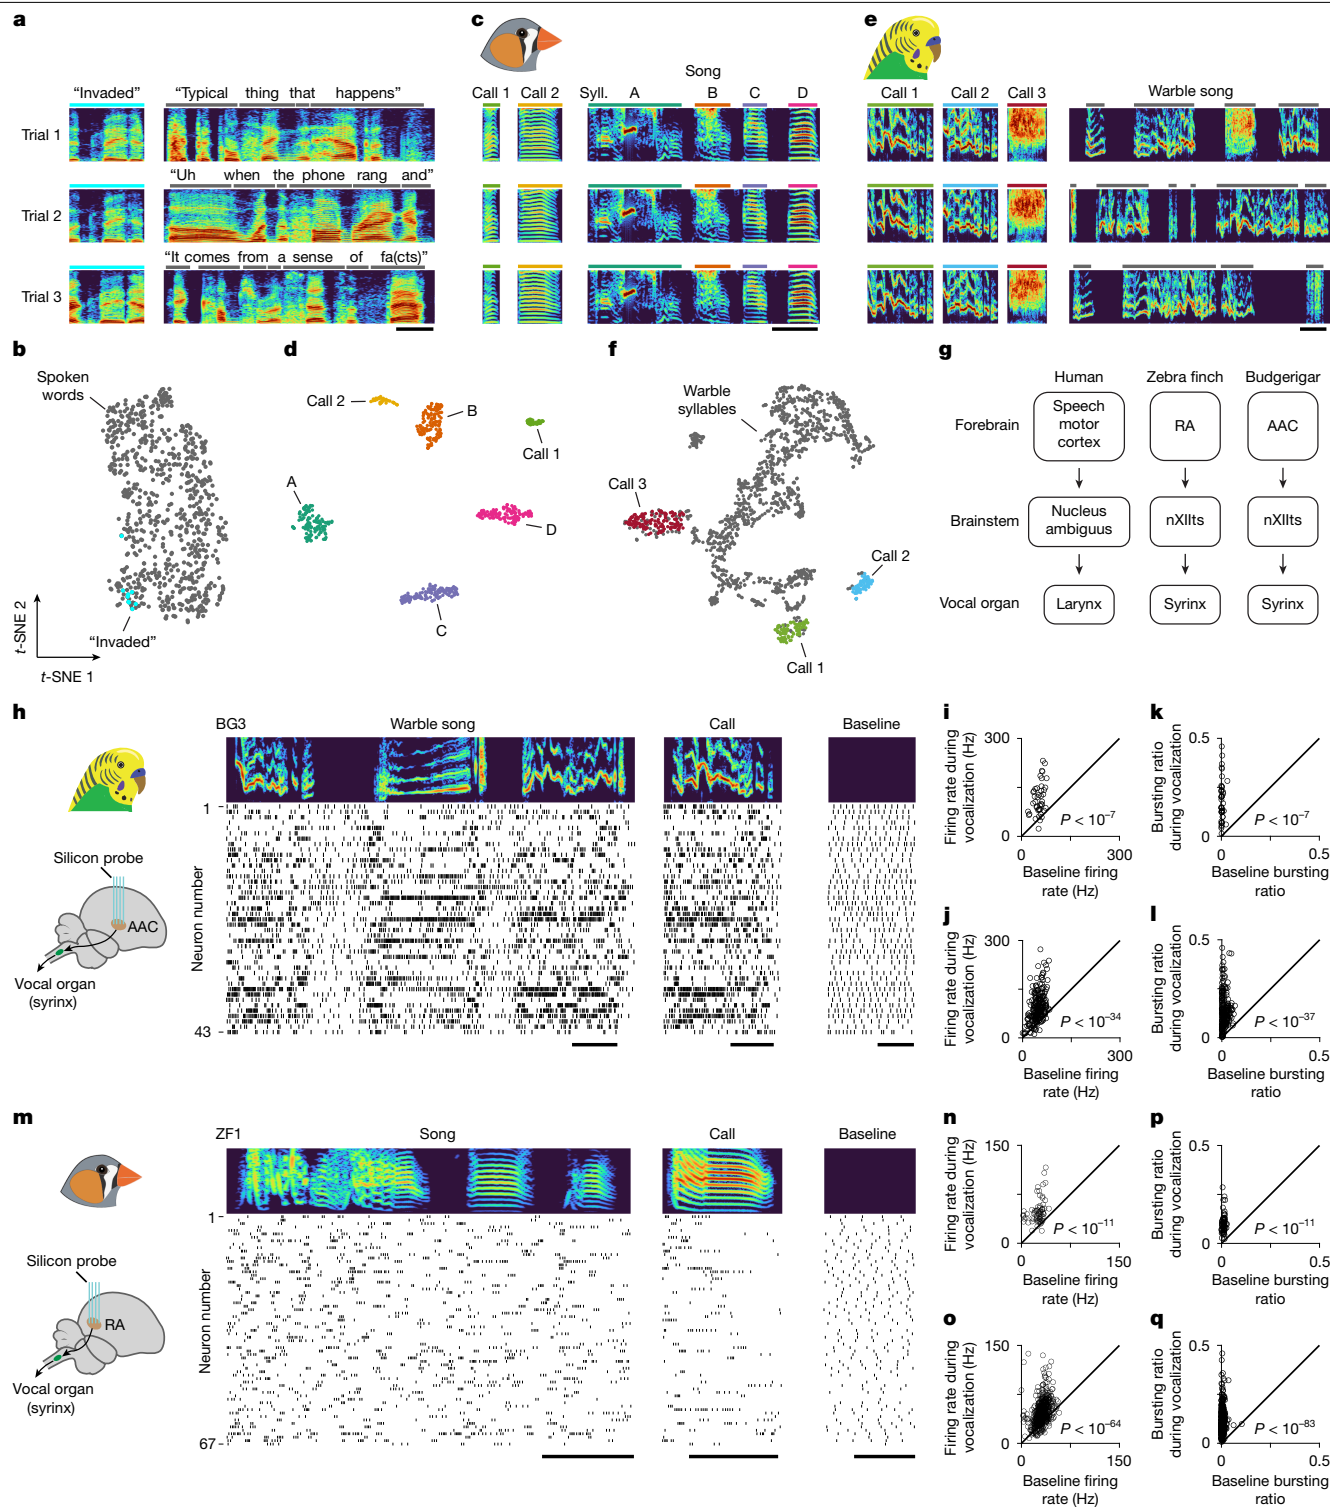 a
"Invaded"
"Typical thing that happens"
Trial 1
"Uh when the phone rang and"
Trial 2
"It comes from a sense of fa(cts)"
Trial 3
c
Song
Call 1 Call 2 Syll. A B C D
e
Call 1 Call 2 Call 3 Warble song
b
Spoken
words
"Invaded"
t-SNE 2
t-SNE 1
d
Call 2
B
Call 1
A
D
C
f
Warble
syllables
Call 3
Call 2
Call 1
g
Human Zebra finch Budgerigar
Forebrain
Speech
motor
cortex
RA
AAC
Brainstem
Nucleus
ambiguus
nXIIts
nXIIts
Vocal organ
Larynx
Syrinx
Syrinx
h
BG3 Warble song Call Baseline
1
Neuron number
43
Silicon probe
AAC
Vocal organ
(syrinx)
i
Firing rate during
vocalization (Hz)
300
0
P < 10⁻⁷
0 300
Baseline firing
rate (Hz)
k
Bursting ratio
during vocalization
0.5
0
P < 10⁻⁷
0 0.5
Baseline bursting
ratio
j
Firing rate during
vocalization (Hz)
300
0
P < 10⁻³⁴
0 300
Baseline firing
rate (Hz)
l
Bursting ratio
during vocalization
0.5
0
P < 10⁻³⁷
0 0.5
Baseline bursting
ratio
m
ZF1 Song Call Baseline
1
Neuron number
67
Silicon probe
RA
Vocal organ
(syrinx)
n
Firing rate during
vocalization (Hz)
150
0
P < 10⁻¹¹
0 150
Baseline firing
rate (Hz)
p
Bursting ratio
during vocalization
0.5
0
P < 10⁻¹¹
0 0.5
Baseline bursting
ratio
o
Firing rate during
vocalization (Hz)
150
0
P < 10⁻⁶⁴
0 150
Baseline firing
rate (Hz)
q
Bursting ratio
during vocalization
0.5
0
P < 10⁻⁸³
0 0.5
Baseline bursting
ratio